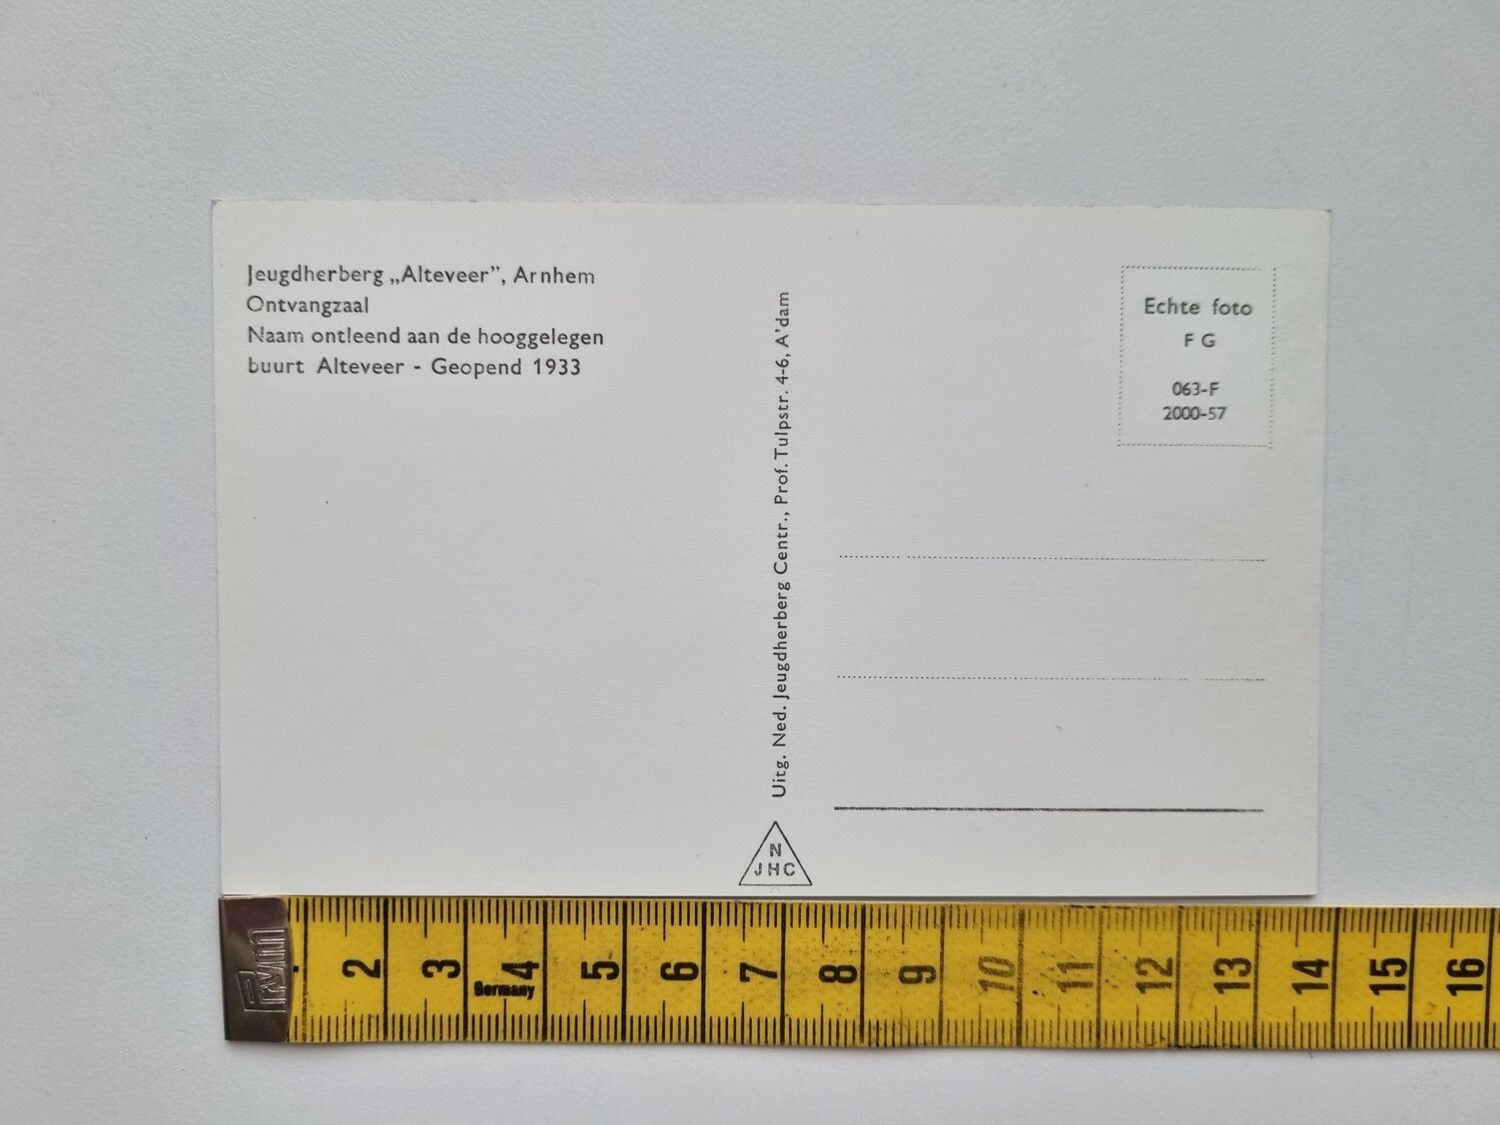 Jeugdherberg „Alteveer”, Arnhem
Ontvangzaal
Naam ontleend aan de hooggelegen
buurt Alteveer - Geopend 1933
Uitg. Ned. Jeugdherberg Centr., Prof. Tulpstr. 4-6, A'dam
N
JHC
Echte foto
F G
063-F
2000-57
Prym
2 3 4 5 6 7 8 9 10 11 12 13 14 15 16
Germany